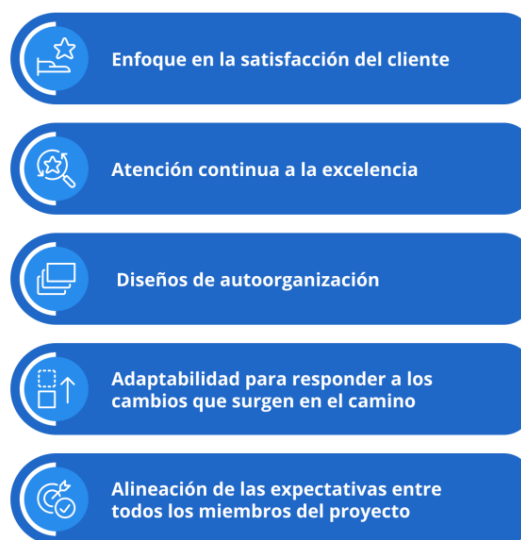 Enfoque en la satisfacción del cliente
Atención continua a la excelencia
Diseños de autoorganización
Adaptabilidad para responder a los
cambios que surgen en el camino
Alineación de las expectativas entre
todos los miembros del proyecto